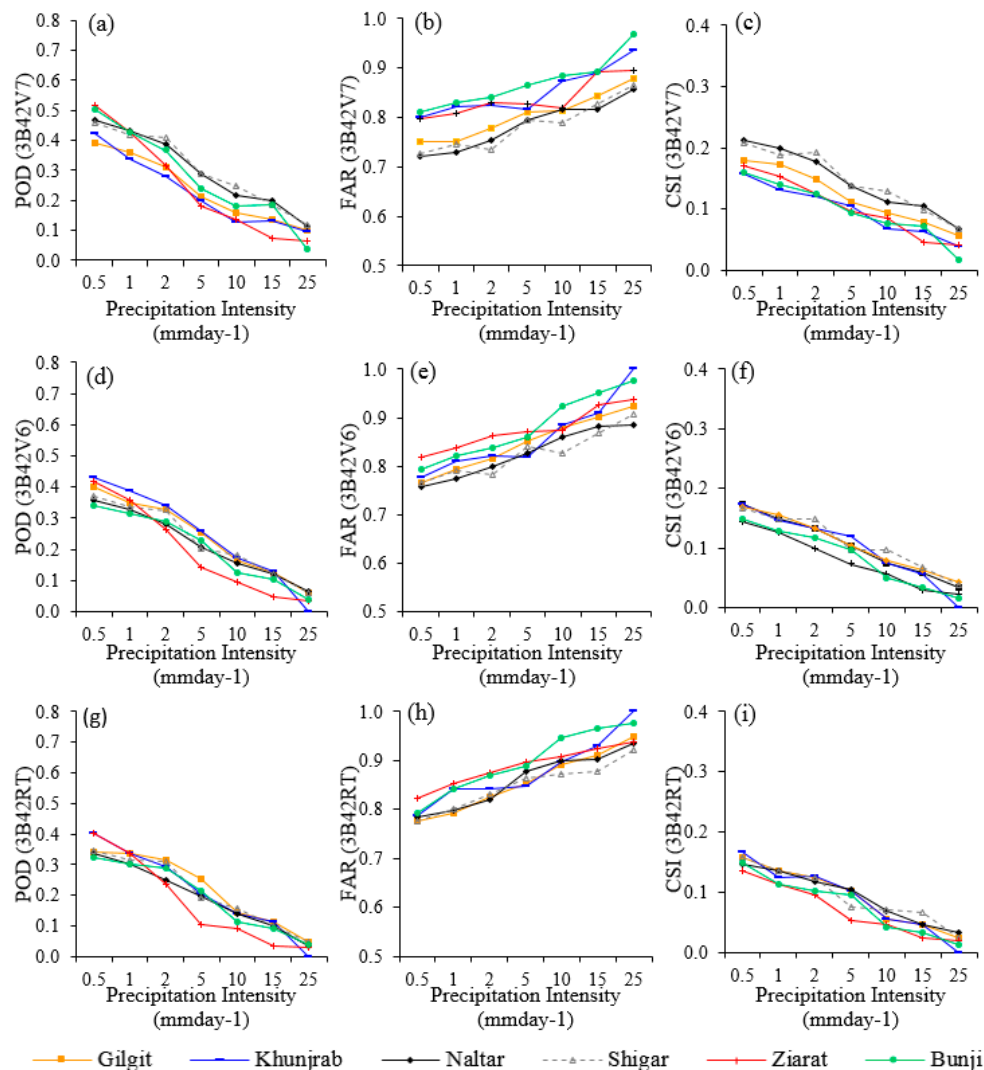 (a) (b) (c)
POD (3B42V7)
0.8
0.7
0.6
0.5
0.4
0.3
0.2
0.1
0.0
0.5 1 2 5 10 15 25
Precipitation Intensity
(mmday-1)
FAR (3B42V7)
1.0
0.9
0.8
0.7
0.6
0.5
0.5 1 2 5 10 15 25
Precipitation Intensity
(mmday-1)
CSI (3B42V7)
0.4
0.3
0.2
0.1
0.0
0.5 1 2 5 10 15 25
Precipitation Intensity
(mmday-1)
(d) (e) (f)
POD (3B42V6)
0.8
0.7
0.6
0.5
0.4
0.3
0.2
0.1
0.0
0.5 1 2 5 10 15 25
Precipitation Intensity
(mmday-1)
FAR (3B42V6)
1.0
0.9
0.8
0.7
0.6
0.5
0.5 1 2 5 10 15 25
Precipitation Intensity
(mmday-1)
CSI (3B42V6)
0.4
0.3
0.2
0.1
0.0
0.5 1 2 5 10 15 25
Precipitation Intensity
(mmday-1)
(g) (h) (i)
POD (3B42RT)
0.8
0.7
0.6
0.5
0.4
0.3
0.2
0.1
0.0
0.5 1 2 5 10 15 25
Precipitation Intensity
(mmday-1)
FAR (3B42RT)
1.0
0.9
0.8
0.7
0.6
0.5
0.5 1 2 5 10 15 25
Precipitation Intensity
(mmday-1)
CSI (3B42RT)
0.4
0.3
0.2
0.1
0.0
0.5 1 2 5 10 15 25
Precipitation Intensity
(mmday-1)
Gilgit Khunjrab Naltar Shigar Ziarat Bunji